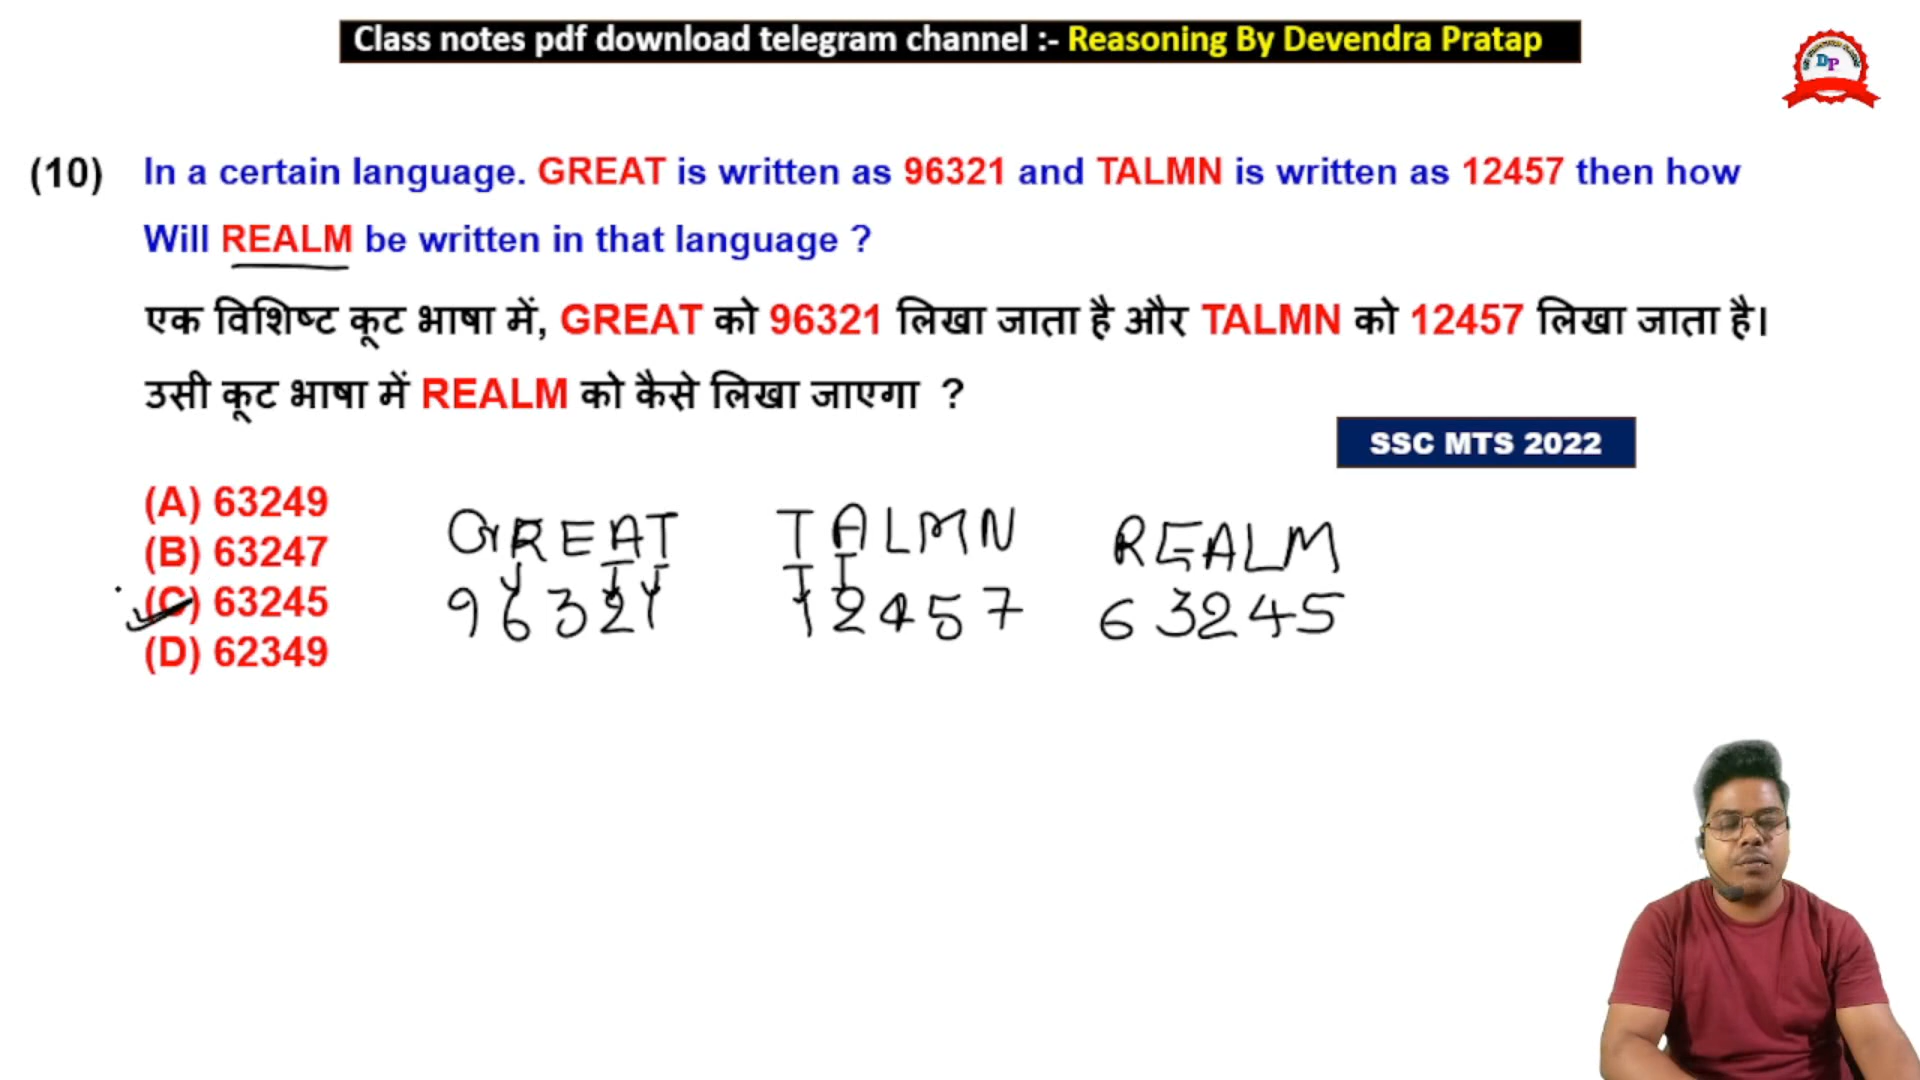 Class notes pdf download telegram channel :- Reasoning By Devendra Pratap
DP
(10) In a certain language. GREAT is written as 96321 and TALMN is written as 12457 then how
Will REALM be written in that language ?
एक विशिष्ट कूट भाषा में, GREAT को 96321 लिखा जाता है और TALMN को 12457 लिखा जाता है।
उसी कूट भाषा में REALM को कैसे लिखा जाएगा ?
SSC MTS 2022
(A) 63249
(B) 63247
(C) 63245
(D) 62349
GREAT TALMN REALM
96321 12457 63245